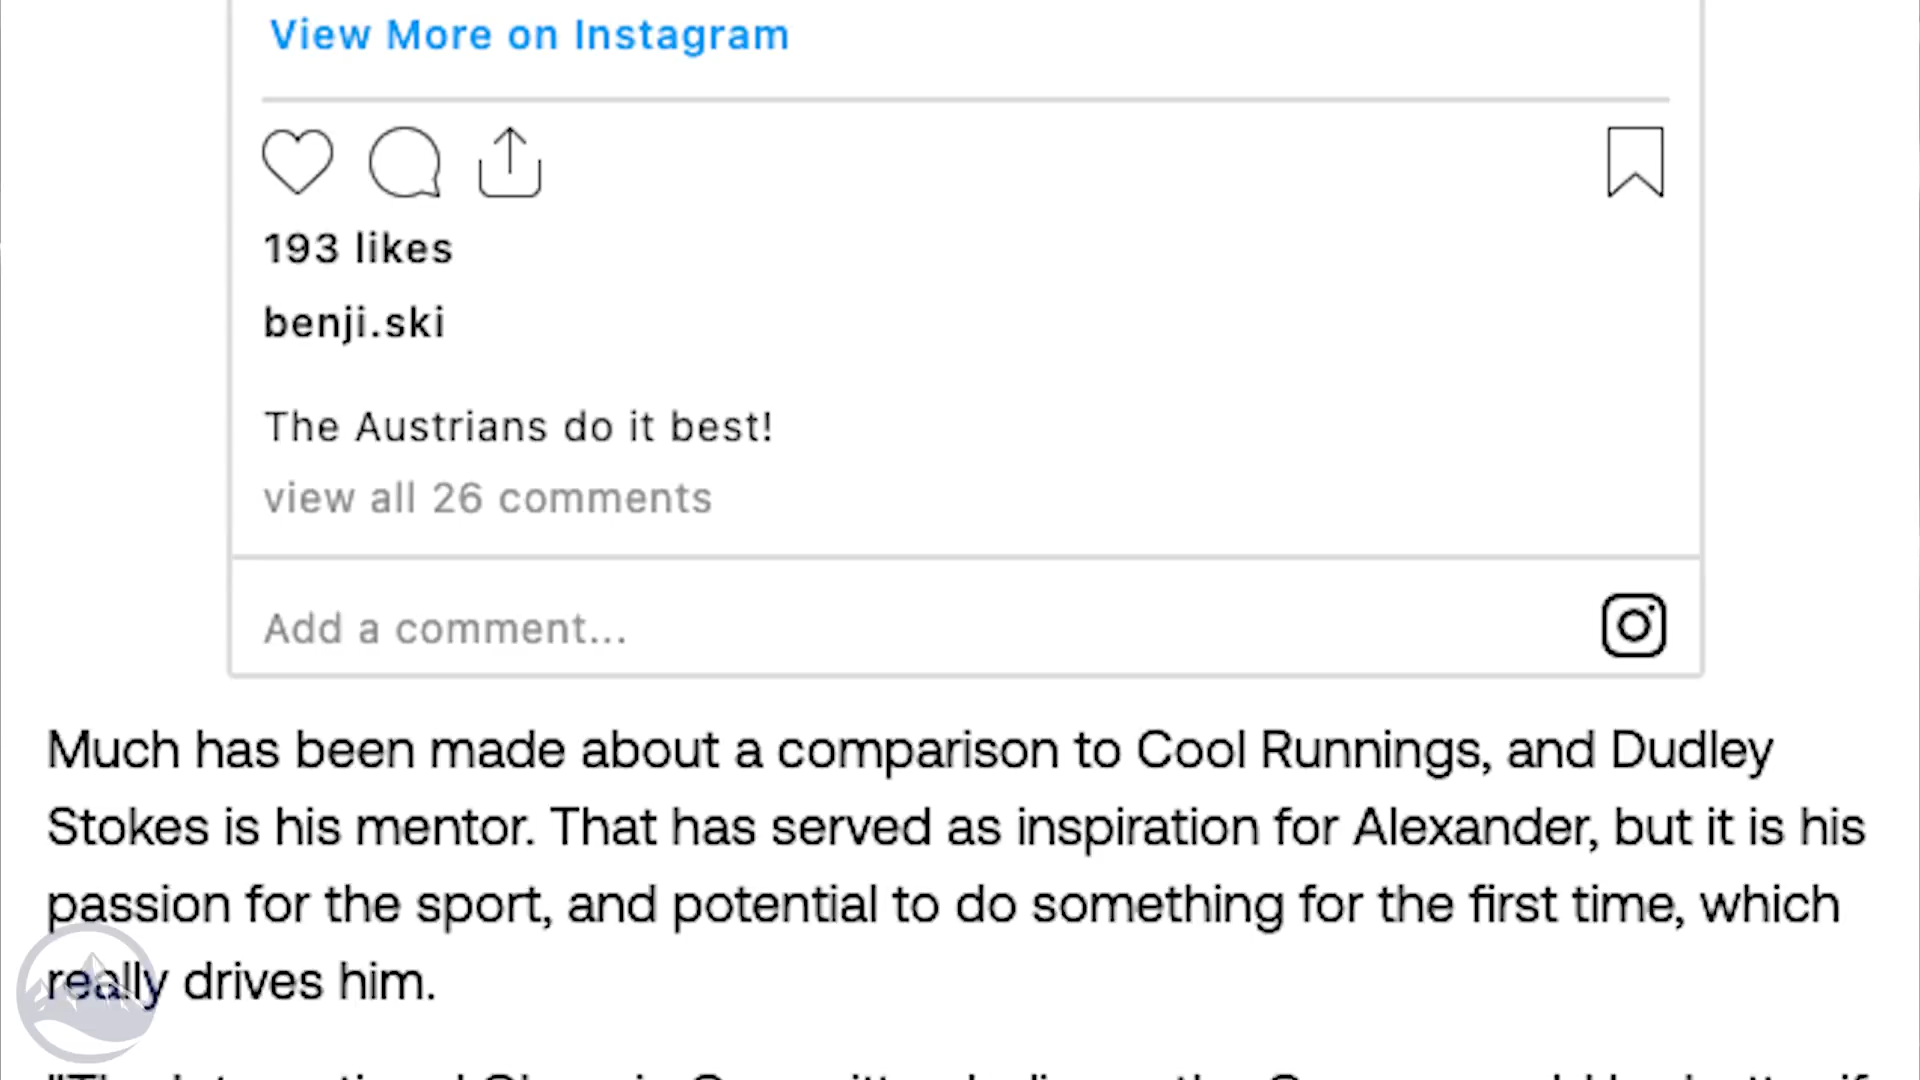 View More on Instagram
193 likes
benji.ski
The Austrians do it best!
view all 26 comments
Add a comment...
Much has been made about a comparison to Cool Runnings, and Dudley
Stokes is his mentor. That has served as inspiration for Alexander, but it is his
passion for the sport, and potential to do something for the first time, which
really drives him.